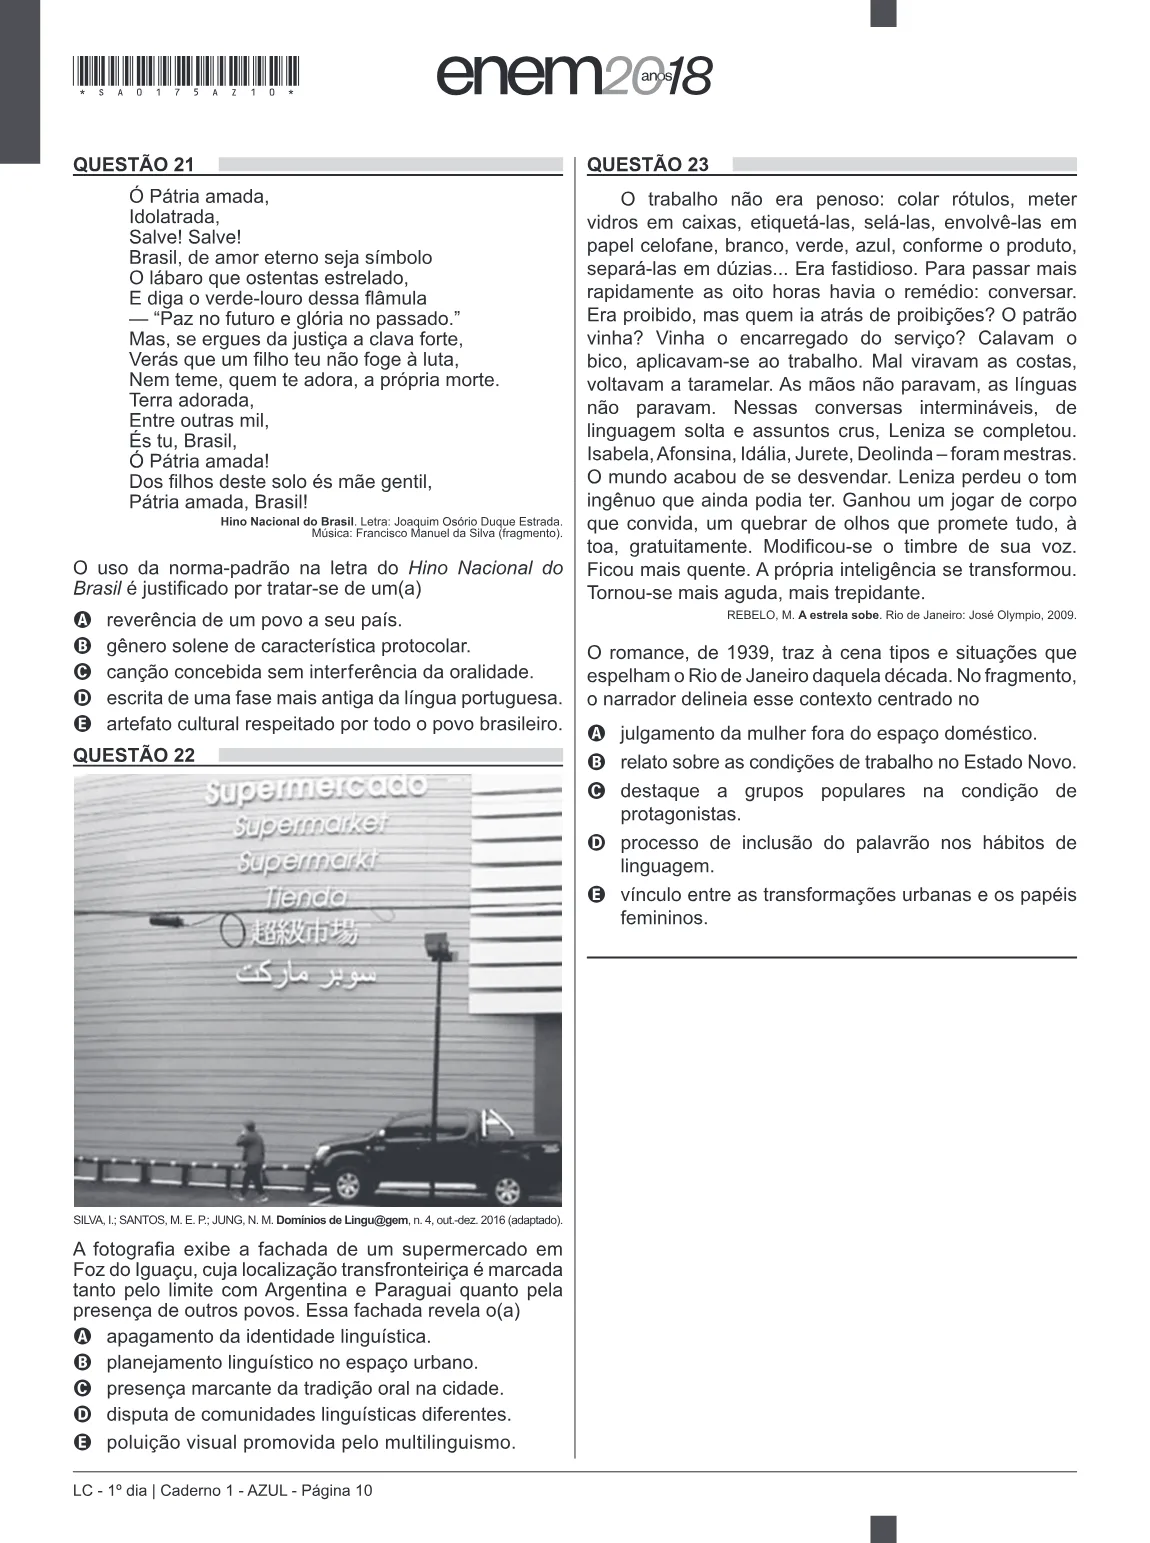 * S A 0 1 7 5 A Z 1 0 *
enem20anos18
QUESTÃO 21
Ó Pátria amada,
Idolatrada,
Salve! Salve!
Brasil, de amor eterno seja símbolo
O lábaro que ostentas estrelado,
E diga o verde-louro dessa flâmula
— “Paz no futuro e glória no passado.”
Mas, se ergues da justiça a clava forte,
Verás que um filho teu não foge à luta,
Nem teme, quem te adora, a própria morte.
Terra adorada,
Entre outras mil,
És tu, Brasil,
Ó Pátria amada!
Dos filhos deste solo és mãe gentil,
Pátria amada, Brasil!
Hino Nacional do Brasil. Letra: Joaquim Osório Duque Estrada.
Música: Francisco Manuel da Silva (fragmento).
O uso da norma-padrão na letra do Hino Nacional do
Brasil é justificado por tratar-se de um(a)
A reverência de um povo a seu país.
B gênero solene de característica protocolar.
C canção concebida sem interferência da oralidade.
D escrita de uma fase mais antiga da língua portuguesa.
E artefato cultural respeitado por todo o povo brasileiro.
QUESTÃO 22
Supermercado
Supermarket
Supermarkt
Tienda
超級市場
سوبر ماركت
SILVA, I.; SANTOS, M. E. P.; JUNG, N. M. Domínios de Lingu@gem, n. 4, out.-dez. 2016 (adaptado).
A fotografia exibe a fachada de um supermercado em
Foz do Iguaçu, cuja localização transfronteiriça é marcada
tanto pelo limite com Argentina e Paraguai quanto pela
presença de outros povos. Essa fachada revela o(a)
A apagamento da identidade linguística.
B planejamento linguístico no espaço urbano.
C presença marcante da tradição oral na cidade.
D disputa de comunidades linguísticas diferentes.
E poluição visual promovida pelo multilinguismo.
QUESTÃO 23
O trabalho não era penoso: colar rótulos, meter
vidros em caixas, etiquetá-las, selá-las, envolvê-las em
papel celofane, branco, verde, azul, conforme o produto,
separá-las em dúzias... Era fastidioso. Para passar mais
rapidamente as oito horas havia o remédio: conversar.
Era proibido, mas quem ia atrás de proibições? O patrão
vinha? Vinha o encarregado do serviço? Calavam o
bico, aplicavam-se ao trabalho. Mal viravam as costas,
voltavam a taramelar. As mãos não paravam, as línguas
não paravam. Nessas conversas intermináveis, de
linguagem solta e assuntos crus, Leniza se completou.
Isabela, Afonsina, Idália, Jurete, Deolinda – foram mestras.
O mundo acabou de se desvendar. Leniza perdeu o tom
ingênuo que ainda podia ter. Ganhou um jogar de corpo
que convida, um quebrar de olhos que promete tudo, à
toa, gratuitamente. Modificou-se o timbre de sua voz.
Ficou mais quente. A própria inteligência se transformou.
Tornou-se mais aguda, mais trepidante.
REBELO, M. A estrela sobe. Rio de Janeiro: José Olympio, 2009.
O romance, de 1939, traz à cena tipos e situações que
espelham o Rio de Janeiro daquela década. No fragmento,
o narrador delineia esse contexto centrado no
A julgamento da mulher fora do espaço doméstico.
B relato sobre as condições de trabalho no Estado Novo.
C destaque a grupos populares na condição de
protagonistas.
D processo de inclusão do palavrão nos hábitos de
linguagem.
E vínculo entre as transformações urbanas e os papéis
femininos.
LC - 1º dia | Caderno 1 - AZUL - Página 10